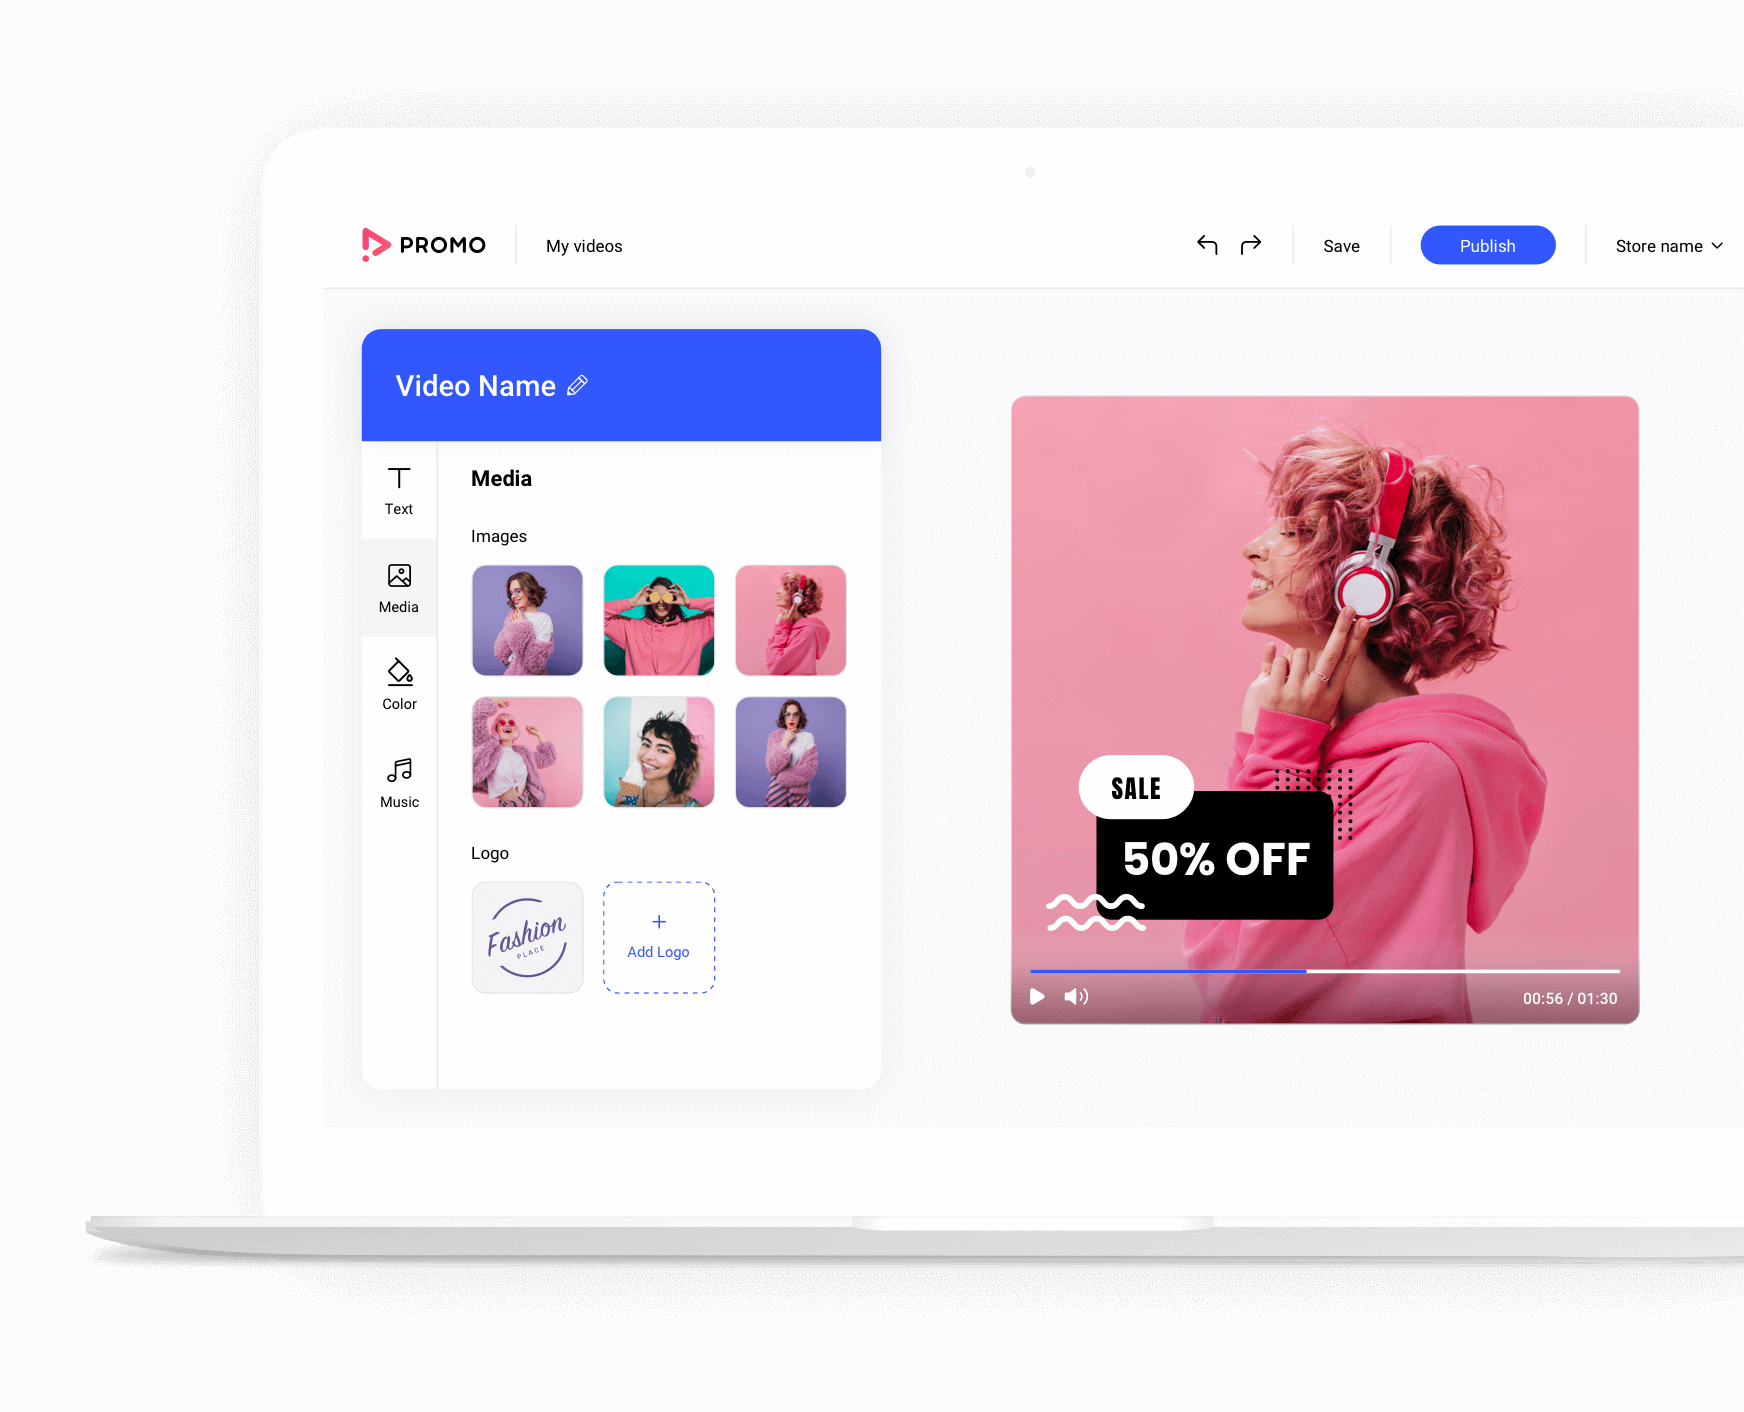 PROMO
My videos
Save
Publish
Store name
Video Name
Text
Media
Color
Music
Media
Images
Logo
Fashion
PLACE
+
Add Logo
SALE
50% OFF
00:56 / 01:30